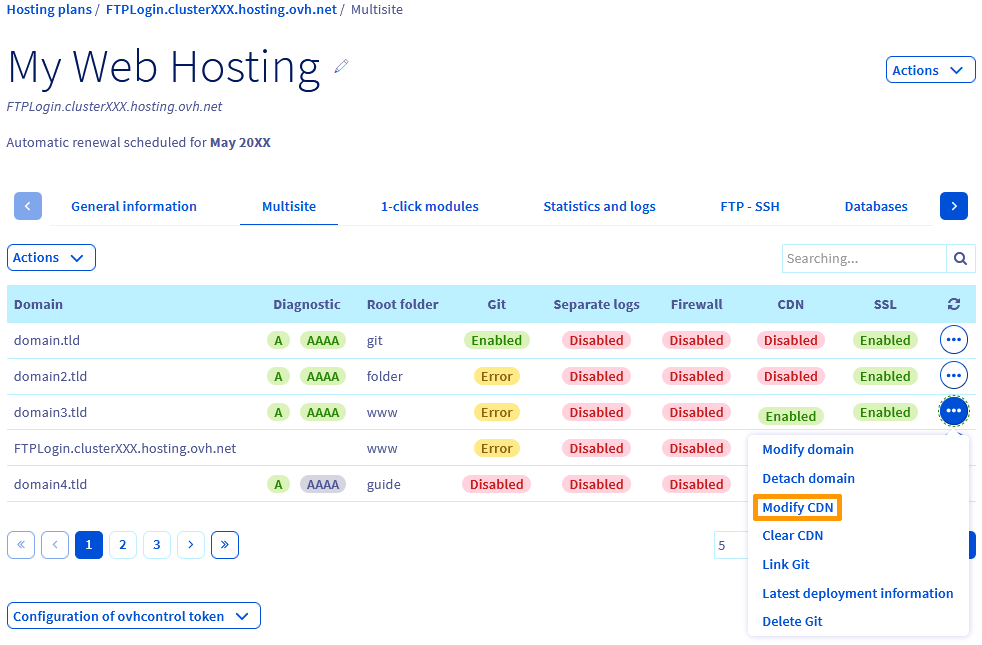 Hosting plans / FTPLogin.clusterXXX.hosting.ovh.net / Multisite
My Web Hosting
Actions
FTPLogin.clusterXXX.hosting.ovh.net
Automatic renewal scheduled for May 20XX
General information Multisite 1-click modules Statistics and logs FTP - SSH Databases
Actions
Searching...
Domain Diagnostic Root folder Git Separate logs Firewall CDN SSL
domain.tld A AAAA git Enabled Disabled Disabled Disabled Enabled
domain2.tld A AAAA folder Error Disabled Disabled Disabled Enabled
domain3.tld A AAAA www Error Disabled Disabled Enabled Enabled
FTPLogin.clusterXXX.hosting.ovh.net www Error Disabled Disabled
domain4.tld A AAAA guide Disabled Disabled Disabled
Modify domain
Detach domain
Modify CDN
Clear CDN
Link Git
Latest deployment information
Delete Git
« < 1 2 3 > »
5
Configuration of ovhcontrol token